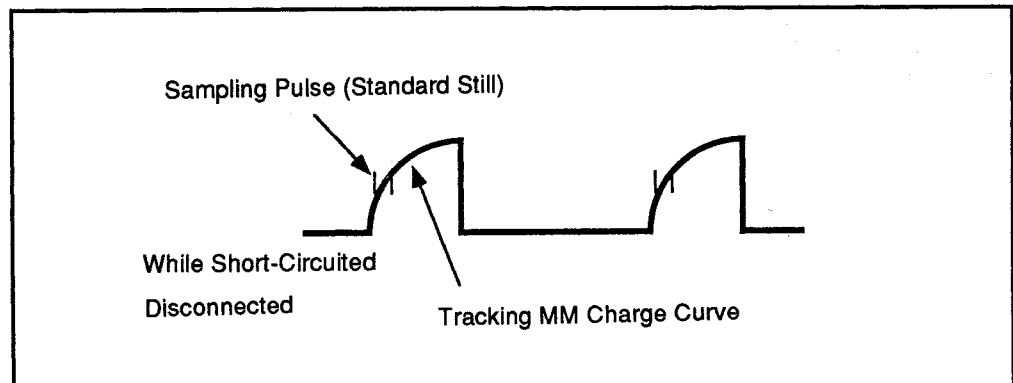 Sampling Pulse (Standard Still)
While Short-Circuited
Disconnected
Tracking MM Charge Curve